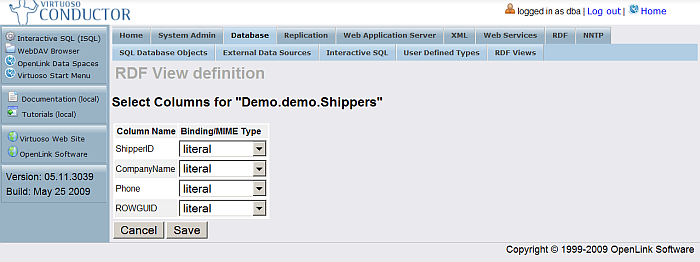 VIRTUOSO
CONDUCTOR
logged in as dba | Log out | Home
Interactive SQL (ISQL)
WebDAV Browser
OpenLink Data Spaces
Virtuoso Start Menu
Documentation (local)
Tutorials (local)
Virtuoso Web Site
OpenLink Software
Version: 05.11.3039
Build: May 25 2009
Home System Admin Database Replication Web Application Server XML Web Services RDF NNTP
SQL Database Objects External Data Sources Interactive SQL User Defined Types RDF Views
RDF View definition
Select Columns for "Demo.demo.Shippers"
Column Name Binding/MIME Type
ShipperID literal
CompanyName literal
Phone literal
ROWGUID literal
Cancel Save
Copyright © 1999-2009 OpenLink Software